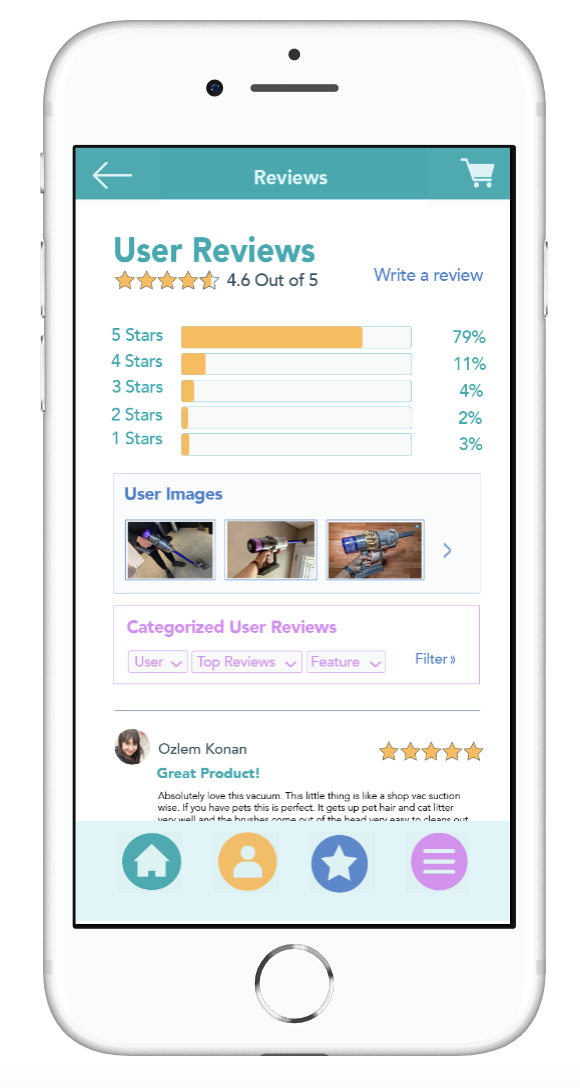 Reviews
User Reviews
4.6 Out of 5
Write a review
5 Stars 79%
4 Stars 11%
3 Stars 4%
2 Stars 2%
1 Stars 3%
User Images
Categorized User Reviews
User Top Reviews Feature Filter»
Ozlem Konan
Great Product!
Absolutely love this vacuum. This little thing is like a shop vac suction
wise. If you have pets this is perfect. It gets up pet hair and cat litter
very well and the brushes come out of the head very easy to cleans out